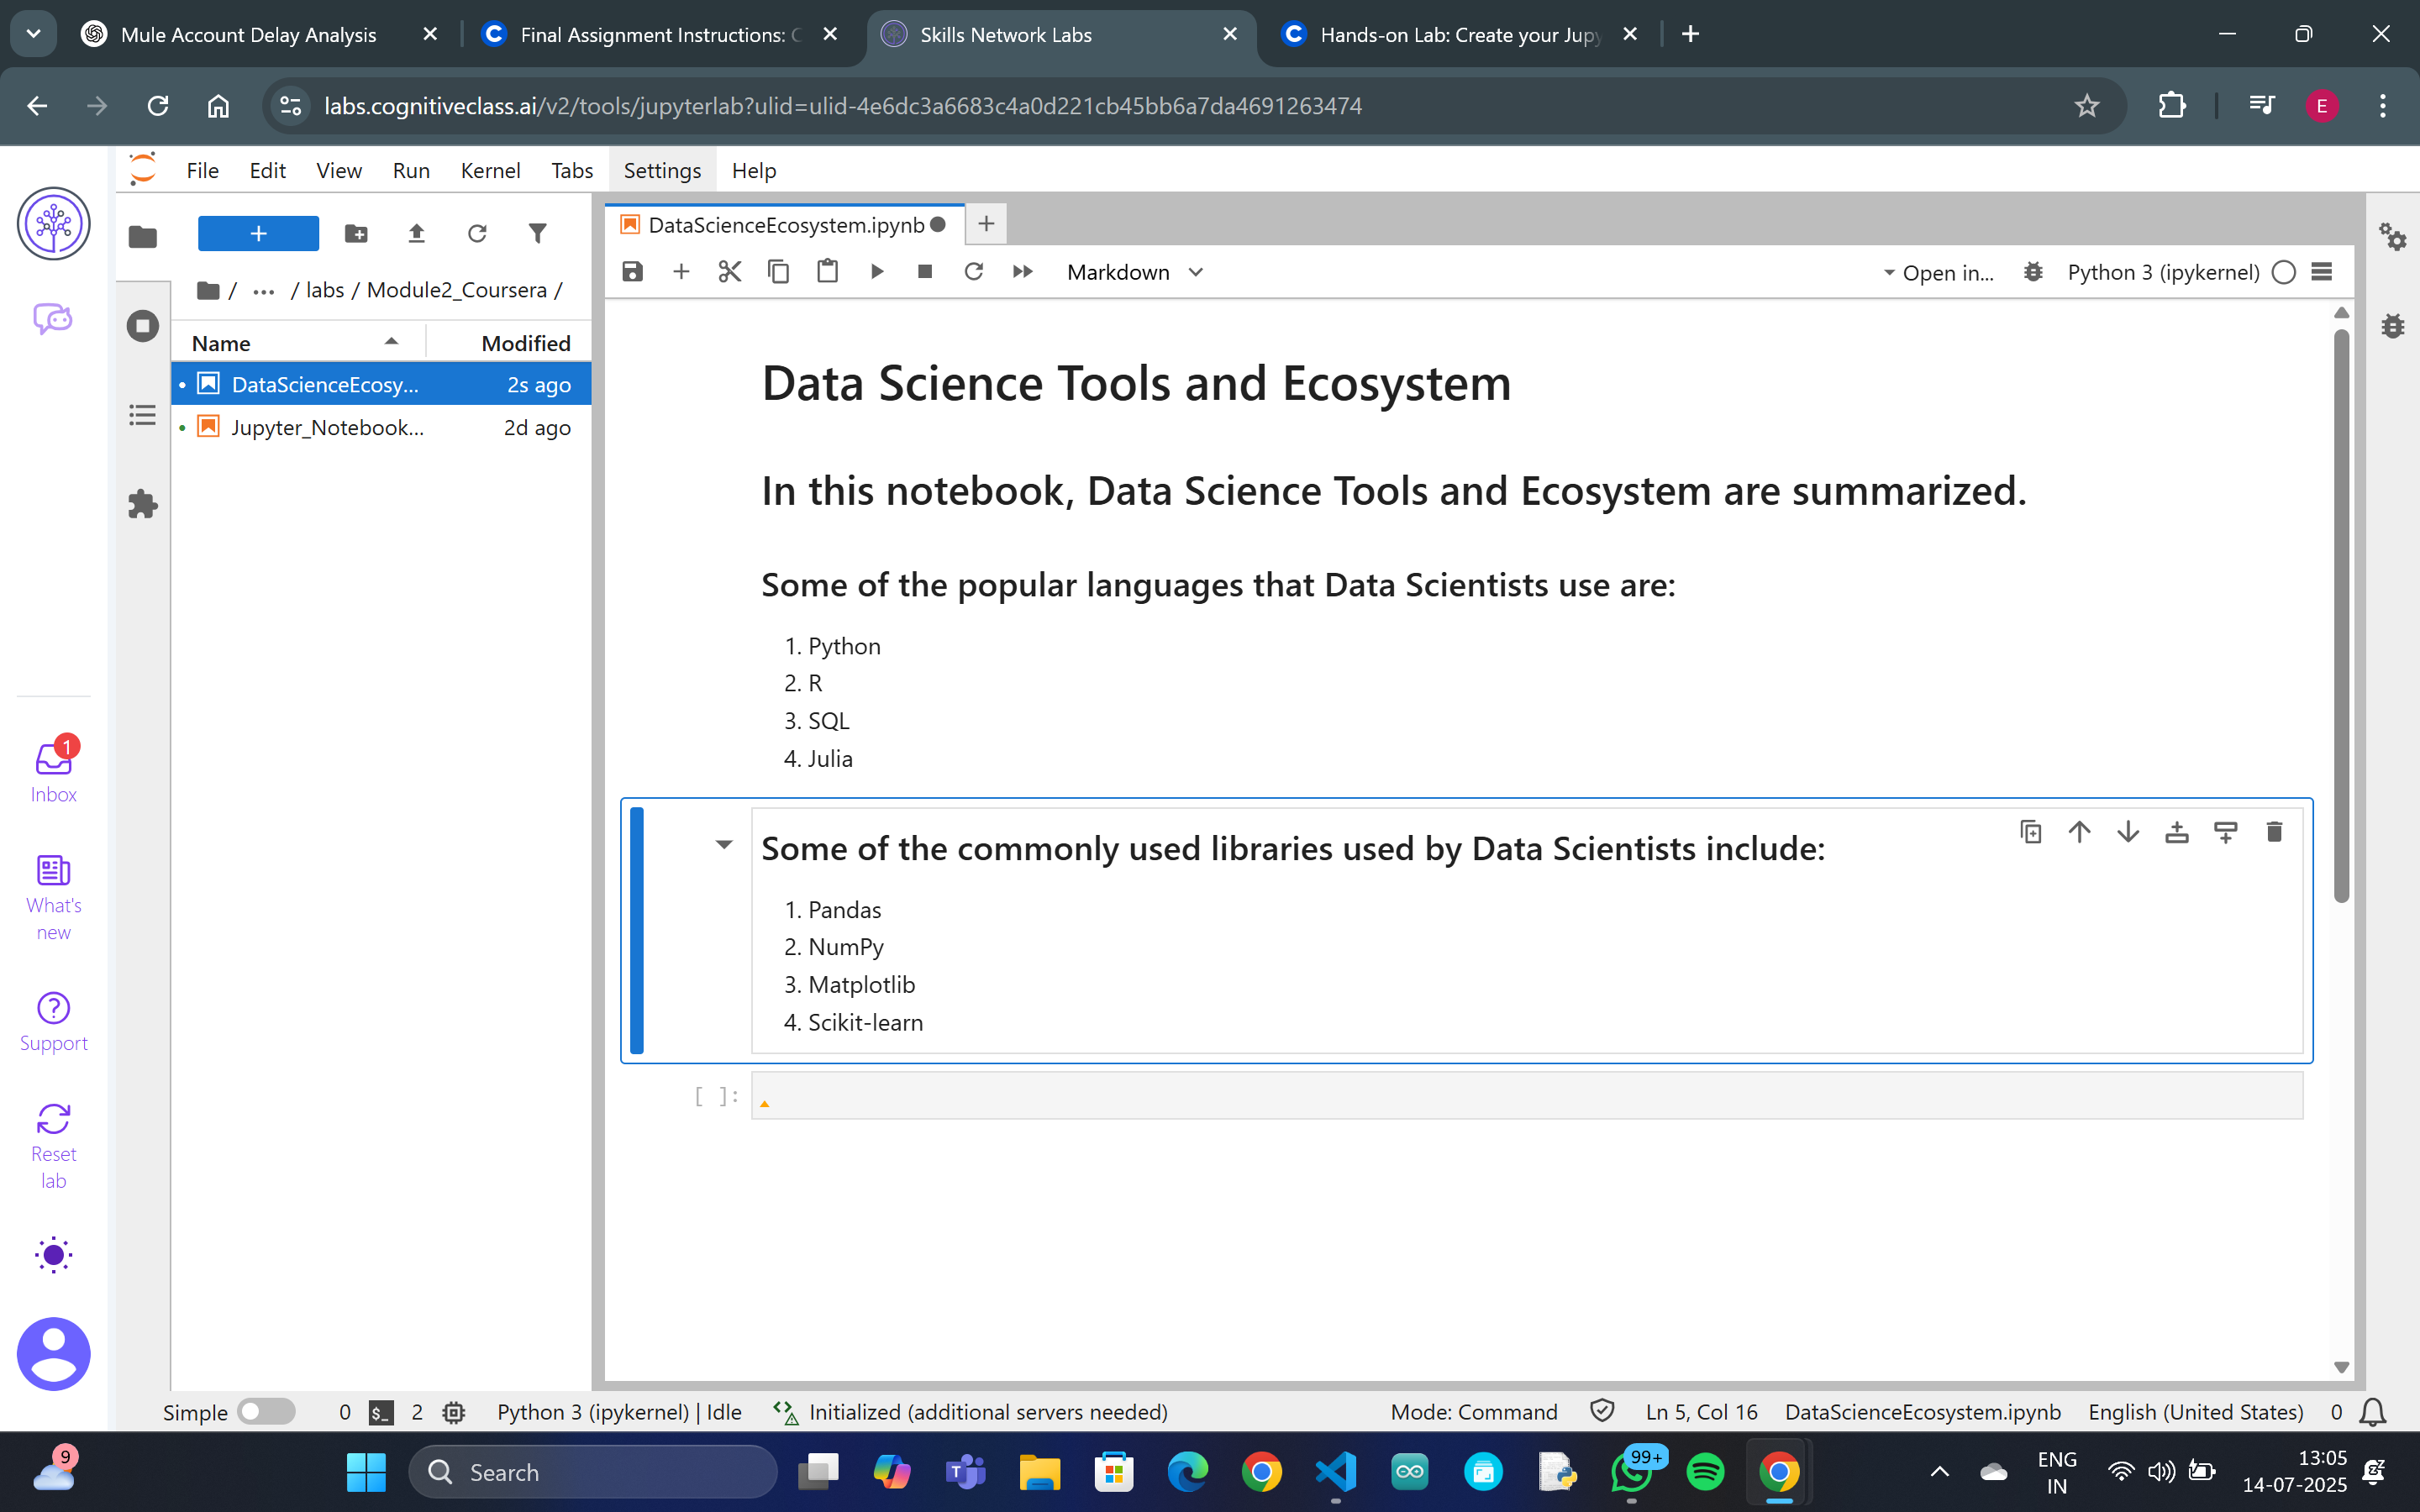 Mule Account Delay Analysis
Final Assignment Instructions: C
Skills Network Labs
Hands-on Lab: Create your Jupy
labs.cognitiveclass.ai/v2/tools/jupyterlab?ulid=ulid-4e6dc3a6683c4a0d221cb45bb6a7da4691263474
E
File Edit View Run Kernel Tabs Settings Help
/ ... / labs / Module2_Coursera /
Name Modified
DataScienceEcosy... 2s ago
Jupyter_Notebook... 2d ago
1
Inbox
What's
new
Support
Reset
lab
DataScienceEcosystem.ipynb
Markdown
Open in...
Python 3 (ipykernel)
Data Science Tools and Ecosystem
In this notebook, Data Science Tools and Ecosystem are summarized.
Some of the popular languages that Data Scientists use are:
1. Python
2. R
3. SQL
4. Julia
Some of the commonly used libraries used by Data Scientists include:
1. Pandas
2. NumPy
3. Matplotlib
4. Scikit-learn
[ ]:
Simple 0 $_ 2 Python 3 (ipykernel) | Idle Initialized (additional servers needed) Mode: Command Ln 5, Col 16 DataScienceEcosystem.ipynb English (United States) 0
9
Search
T
99+
ENG
IN
13:05
14-07-2025